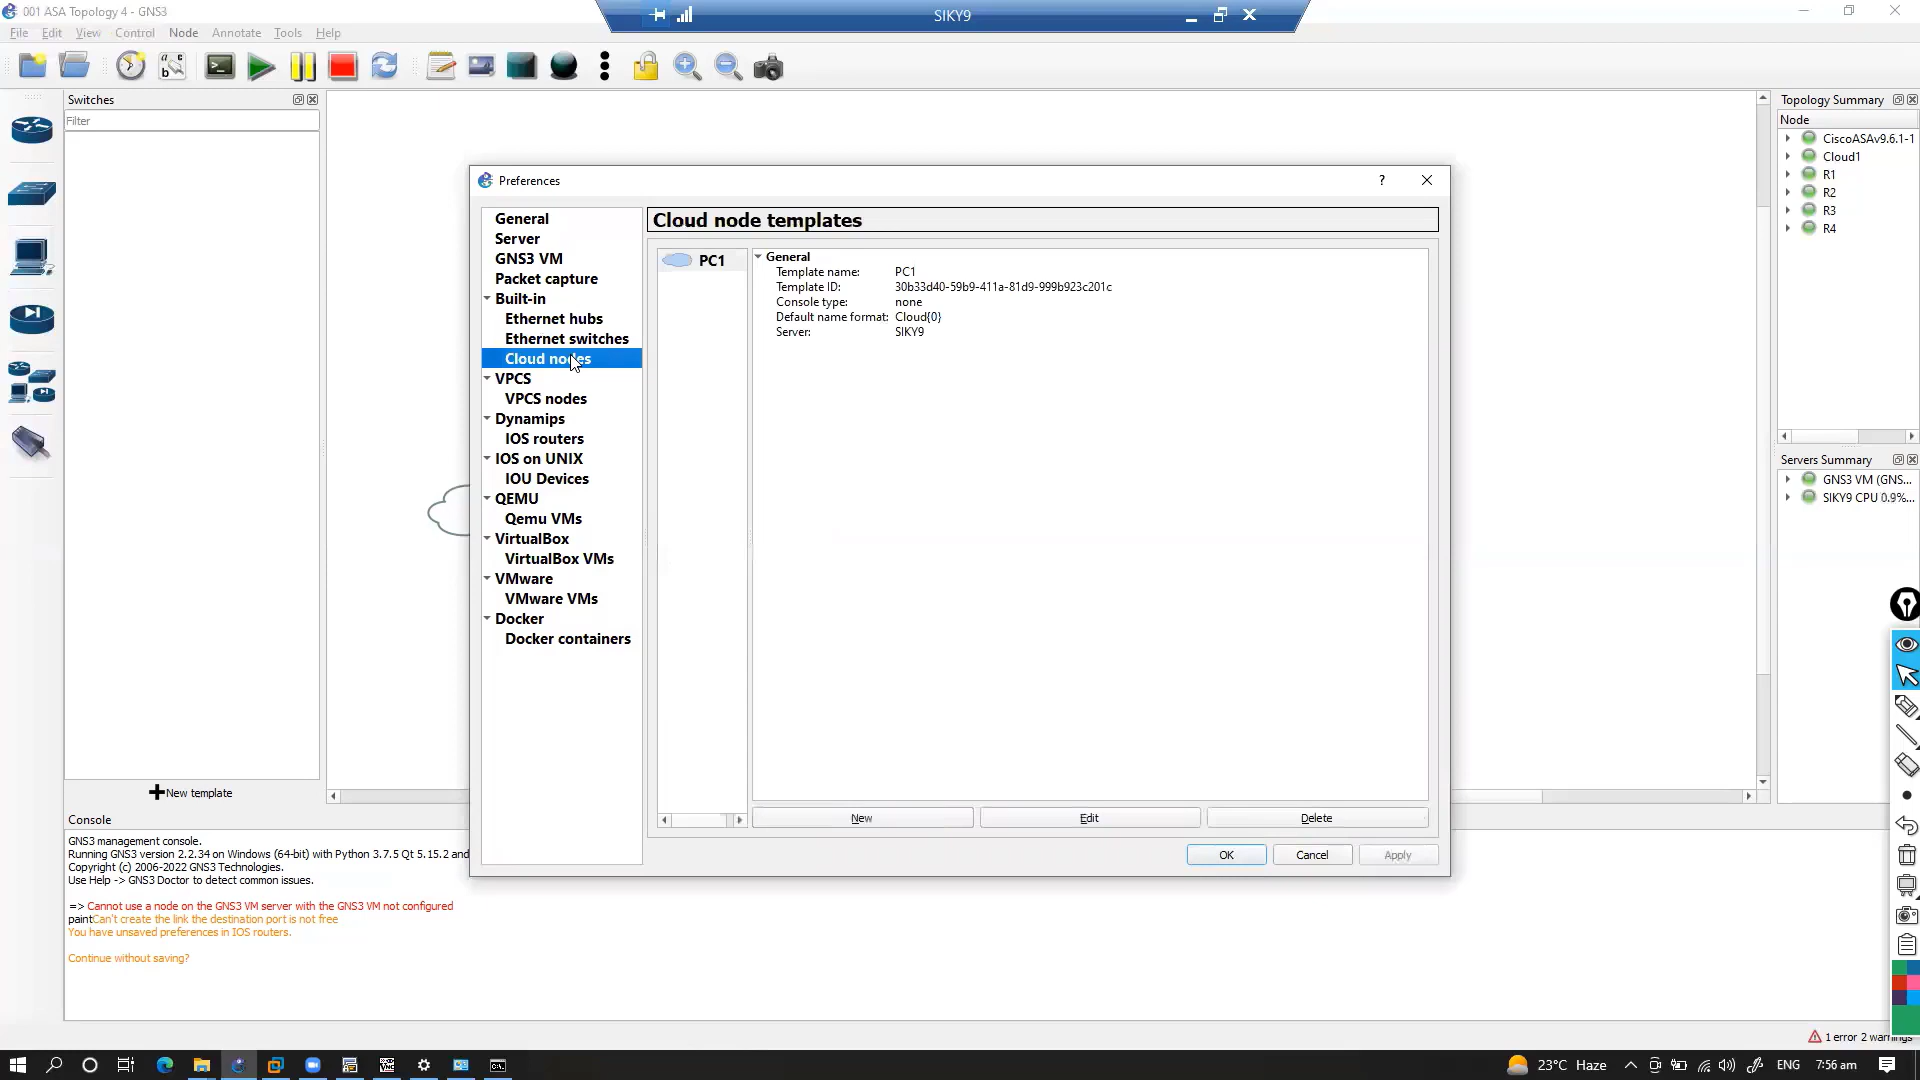 001 ASA Topology 4 - GNS3
SIKY9
File Edit View Control Node Annotate Tools Help
Switches
Filter
New template
Preferences
?
General
Server
GNS3 VM
Packet capture
Built-in
Ethernet hubs
Ethernet switches
Cloud nodes
VPCS
VPCS nodes
Dynamips
IOS routers
IOS on UNIX
IOU Devices
QEMU
Qemu VMs
VirtualBox
VirtualBox VMs
VMware
VMware VMs
Docker
Docker containers
Cloud node templates
PC1
General
Template name: PC1
Template ID: 30b33d40-59b9-411a-81d9-999b923c201c
Console type: none
Default name format: Cloud{0}
Server: SIKY9
New Edit Delete
OK Cancel Apply
Topology Summary
Node
CiscoASAv9.6.1-1
Cloud1
R1
R2
R3
R4
Servers Summary
GNS3 VM (GNS...
SIKY9 CPU 0.9%...
Console
GNS3 management console.
Running GNS3 version 2.2.34 on Windows (64-bit) with Python 3.7.5 Qt 5.15.2 and
Copyright (c) 2006-2022 GNS3 Technologies.
Use Help -> GNS3 Doctor to detect common issues.
=> Cannot use a node on the GNS3 VM server with the GNS3 VM not configured
paintCan't create the link the destination port is not free
You have unsaved preferences in IOS routers.
Continue without saving?
1 error 2 warnings
23°C Haze
ENG
7:56 am